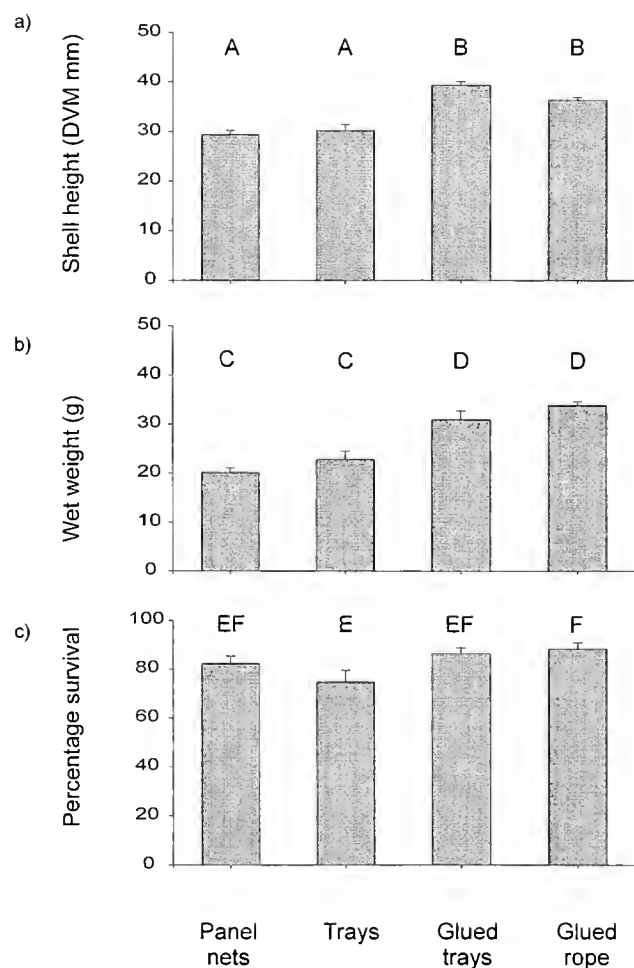 a)
Shell height (DVM mm)
50
40
30
20
10
0
A A B B
b)
Wet weight (g)
50
40
30
20
10
0
C C D D
c)
Percentage survival
100
80
60
40
20
0
EF E EF F
Panel nets
Trays
Glued trays
Glued rope